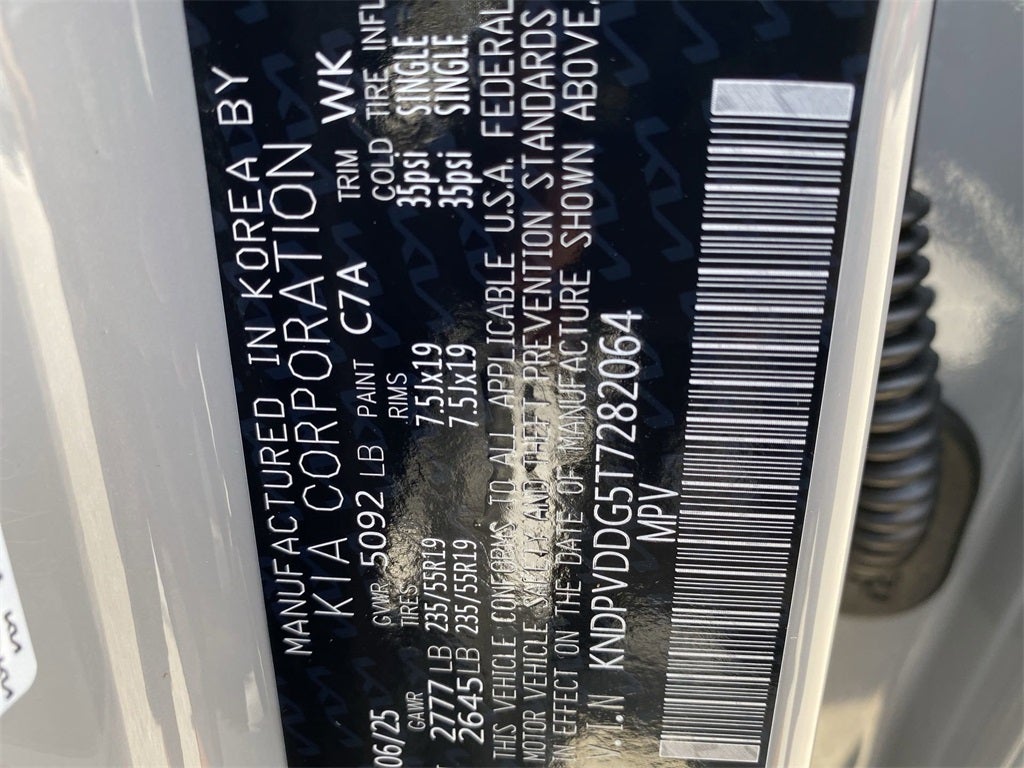 MANUFACTURED IN KOREA BY
KIA CORPORATION
06/25 GVWR 5092 LB PAINT C7A TRIM WK
GAWR TIRES RIMS COLD TIRE INFL
2777 LB 235/55R19 7.5Jx19 35psi SINGLE
2645LB 235/55R19 7.5Jx19 35psi SINGLE
THIS VEHICLE CONFORMS TO ALL APPLICABLE U.S.A. FEDERAL
MOTOR VEHICLE SAFETY AND THEFT PREVENTION STANDARDS
IN EFFECT ON THE DATE OF MANUFACTURE SHOWN ABOVE.
V.I.N KNDPVDDG5T7282064
MPV